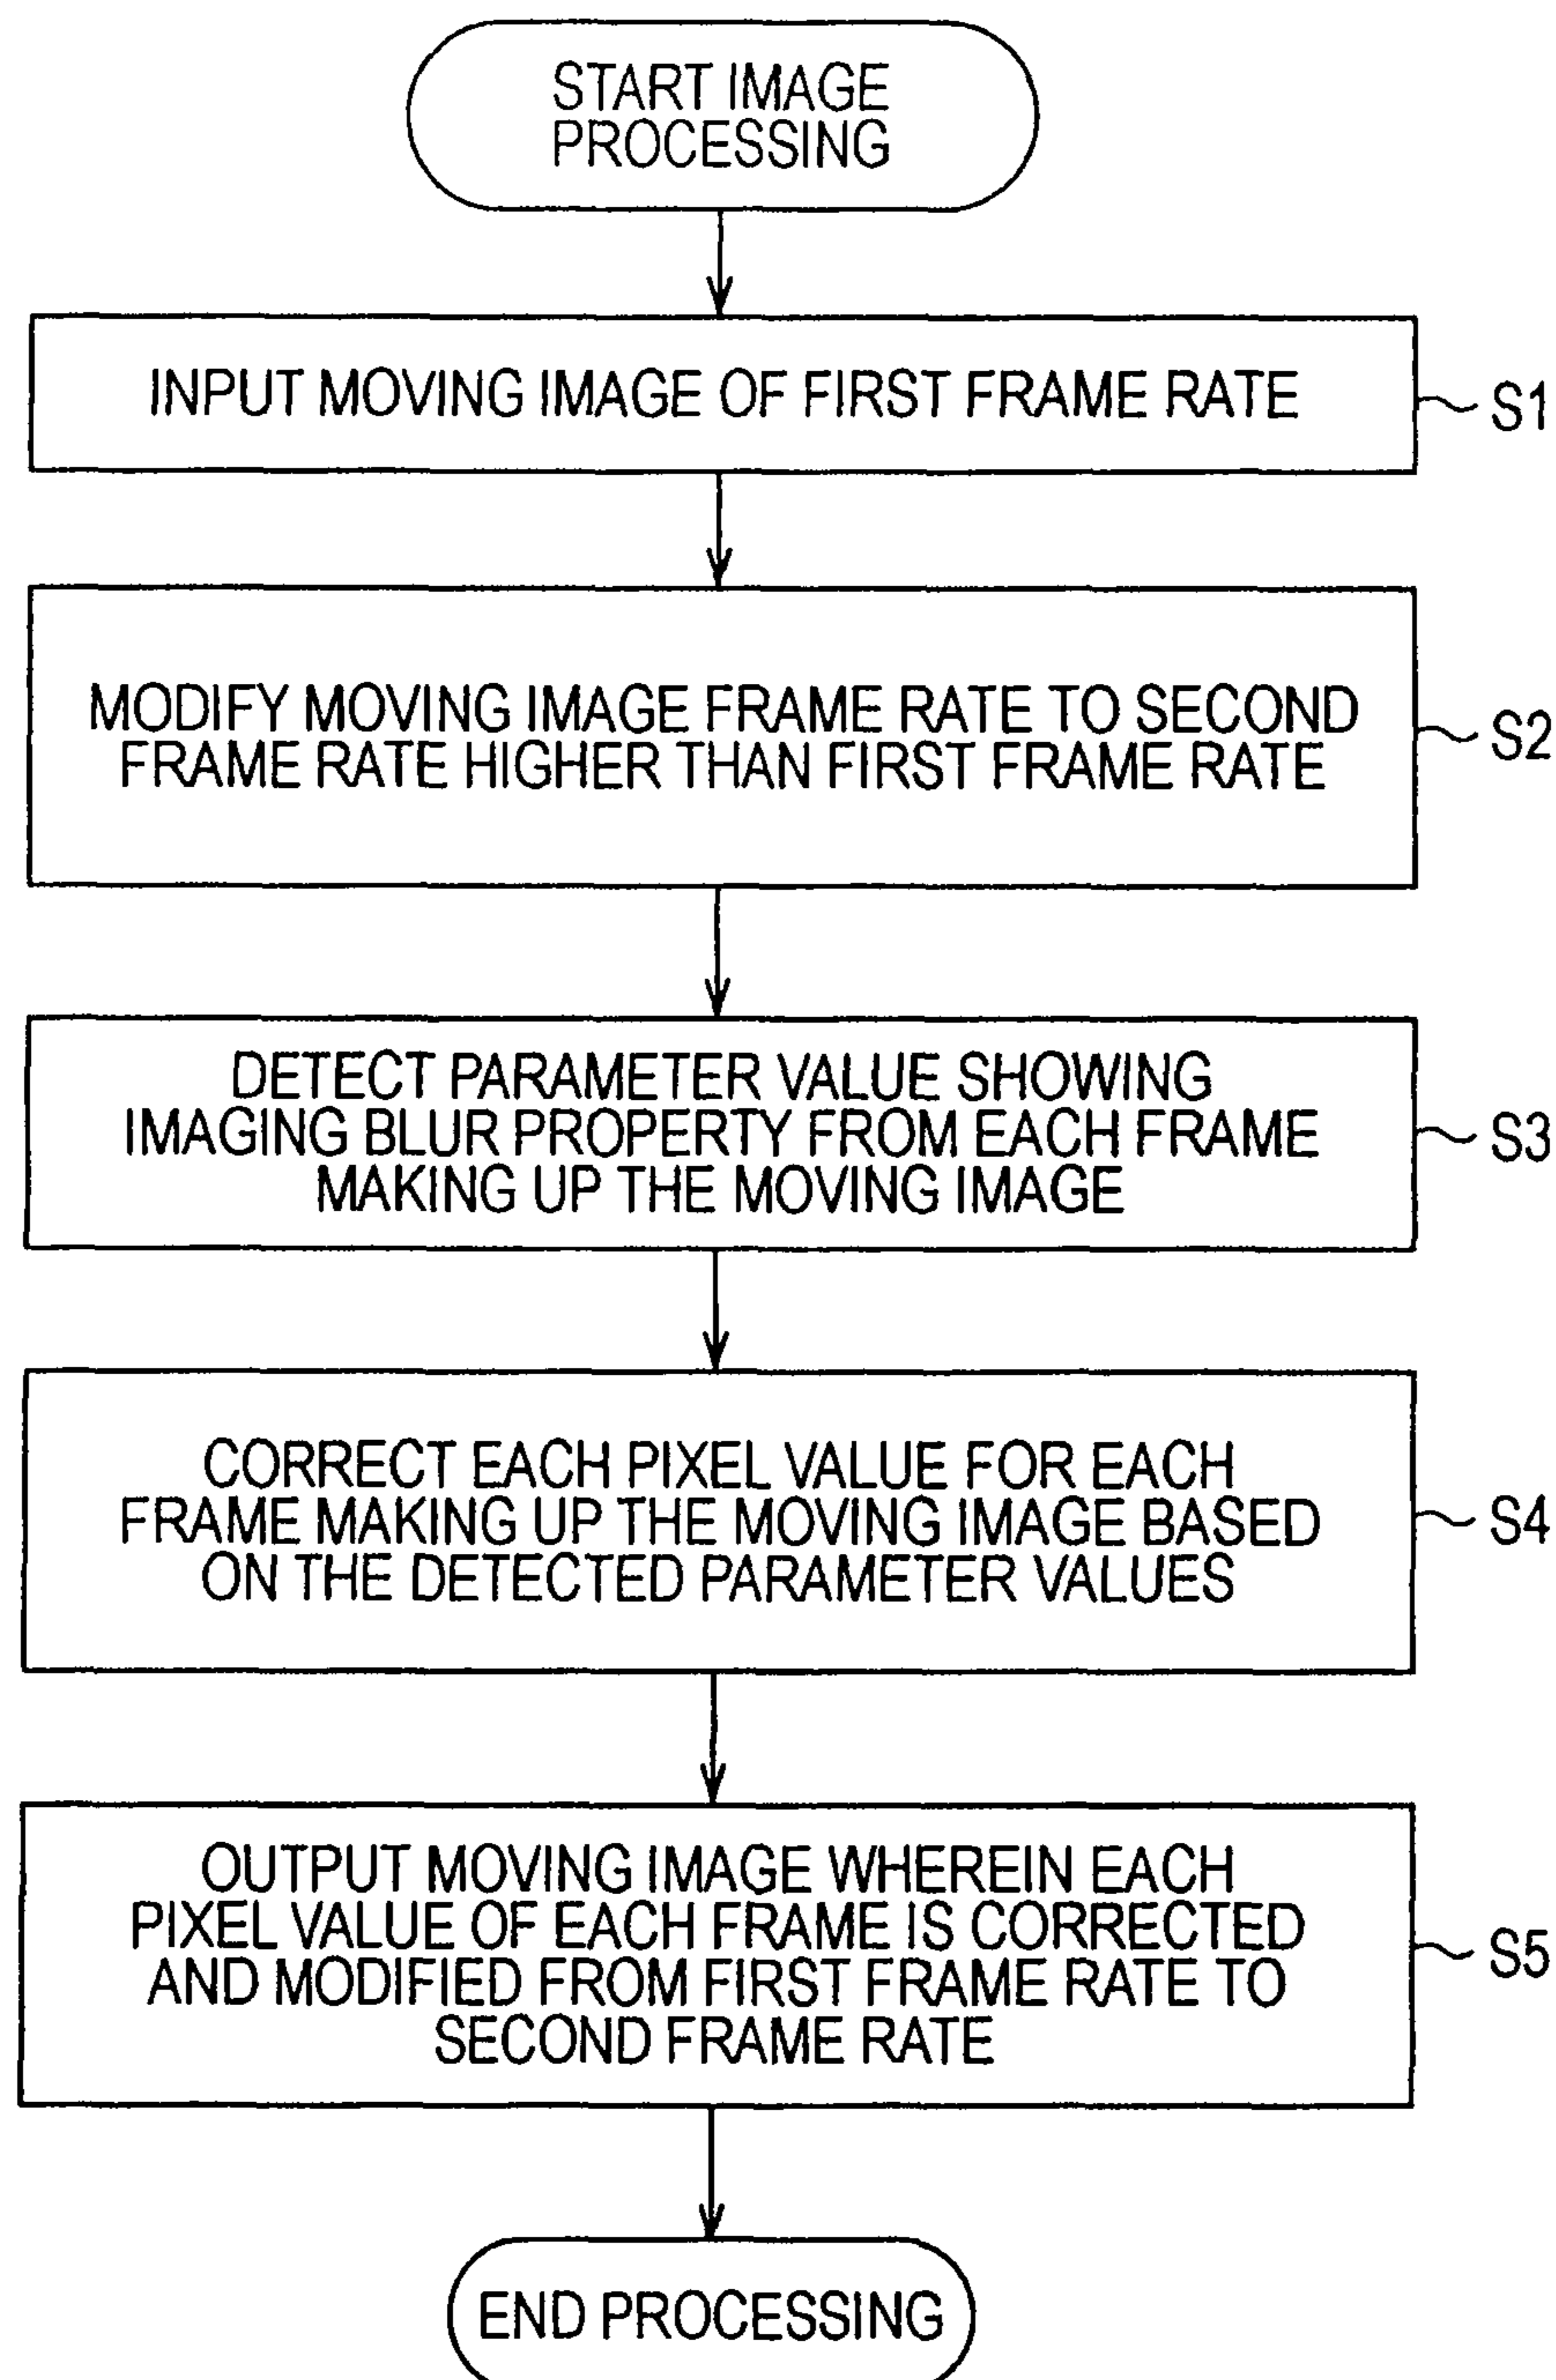 START IMAGE
PROCESSING
INPUT MOVING IMAGE OF FIRST FRAME RATE
S1
MODIFY MOVING IMAGE FRAME RATE TO SECOND
FRAME RATE HIGHER THAN FIRST FRAME RATE
S2
DETECT PARAMETER VALUE SHOWING
IMAGING BLUR PROPERTY FROM EACH FRAME
MAKING UP THE MOVING IMAGE
S3
CORRECT EACH PIXEL VALUE FOR EACH
FRAME MAKING UP THE MOVING IMAGE BASED
ON THE DETECTED PARAMETER VALUES
S4
OUTPUT MOVING IMAGE WHEREIN EACH
PIXEL VALUE OF EACH FRAME IS CORRECTED
AND MODIFIED FROM FIRST FRAME RATE TO
SECOND FRAME RATE
S5
END PROCESSING